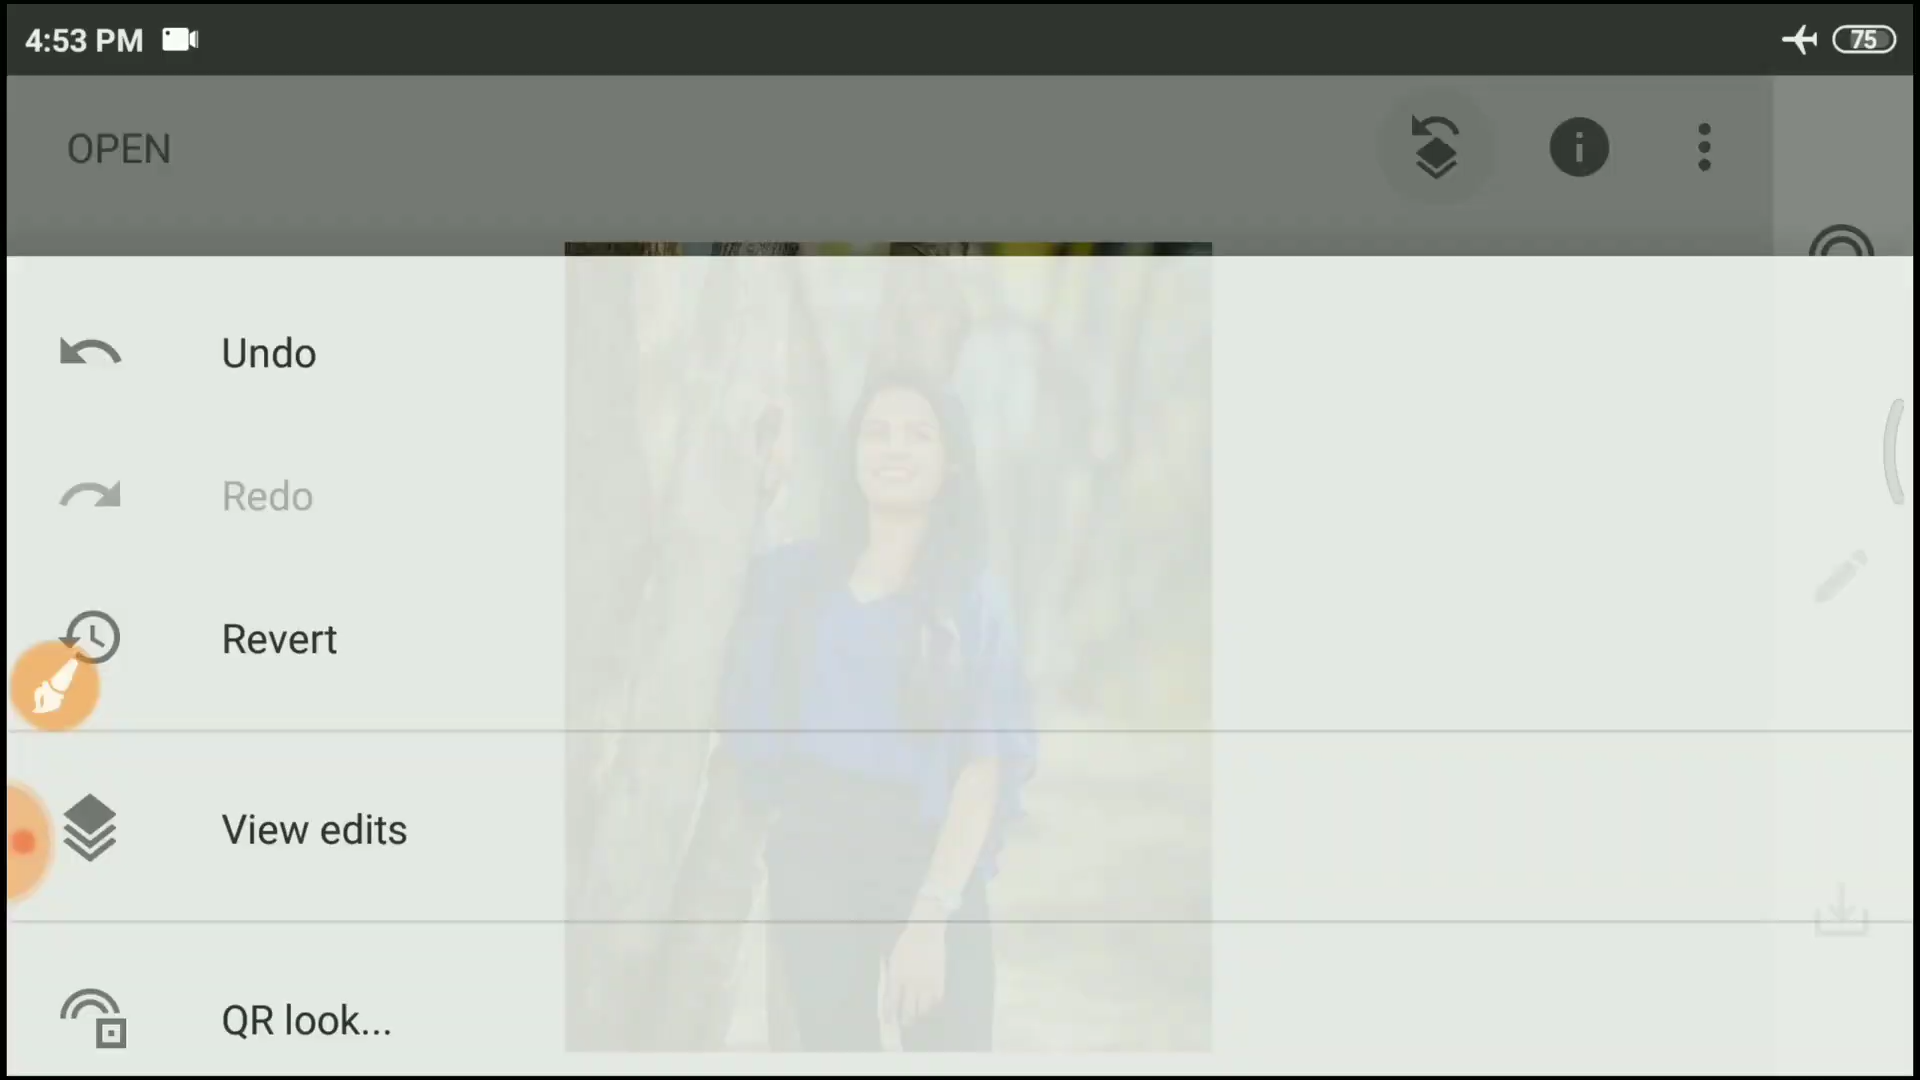 4:53 PM
75
OPEN
Undo
Redo
Revert
View edits
QR look...